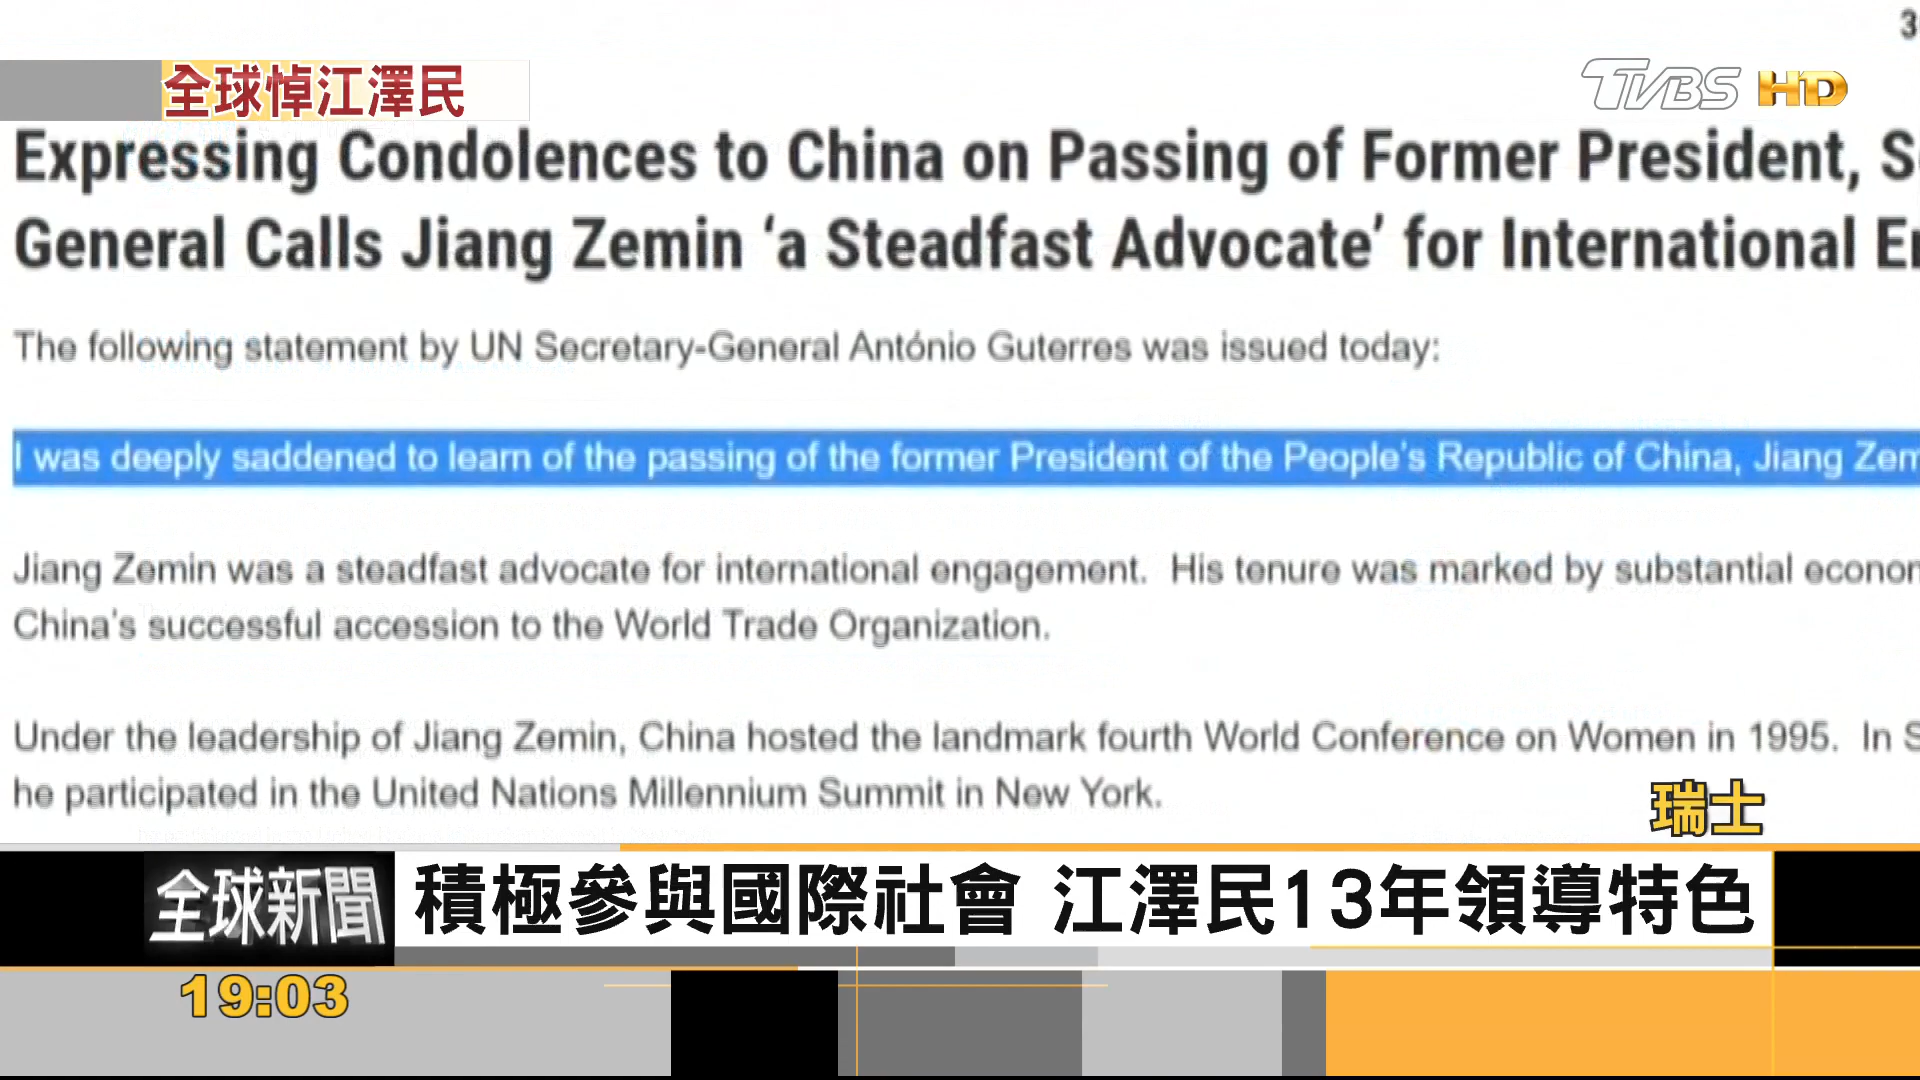 3
全球悼江澤民
TVBS HD
Expressing Condolences to China on Passing of Former President,
General Calls Jiang Zemin ‘a Steadfast Advocate’ for International
The following statement by UN Secretary-General António Guterres was issued today:
I was deeply saddened to learn of the passing of the former President of the People's Republic of China, Jiang Zem
Jiang Zemin was a steadfast advocate for international engagement. His tenure was marked by substantial econom
China's successful accession to the World Trade Organization.
Under the leadership of Jiang Zemin, China hosted the landmark fourth World Conference on Women in 1995. In S
he participated in the United Nations Millennium Summit in New York.
瑞士
全球新聞
積極參與國際社會 江澤民13年領導特色
19:03